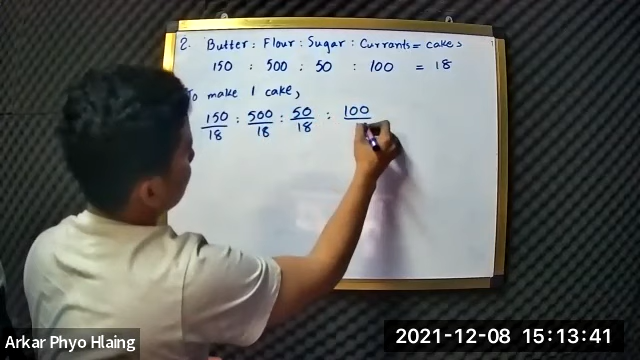 2. Butter : Flour : Sugar : Currants = cakes
150 : 500 : 50 : 100 = 18
To make 1 cake,
150/18 : 500/18 : 50/18 : 100
Arkar Phyo Hlaing
2021-12-08 15:13:41